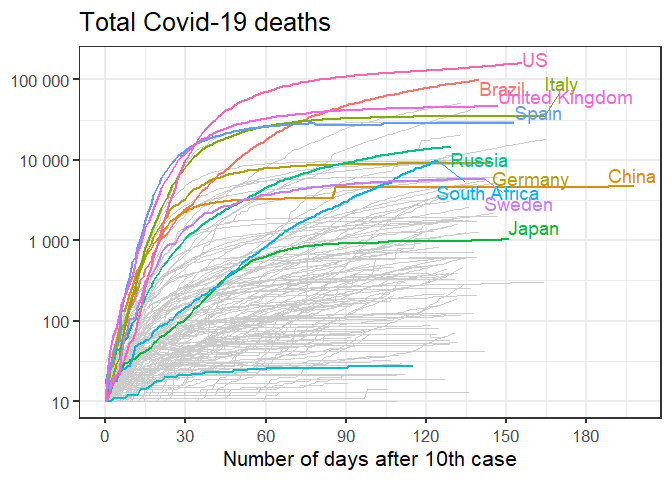 Total Covid-19 deaths
US
100 000
Brazil
Italy
United Kingdom
Spain
10 000
Russia
Germany
China
South Africa
Sweden
1 000
Japan
100
10
0 30 60 90 120 150 180
Number of days after 10th case